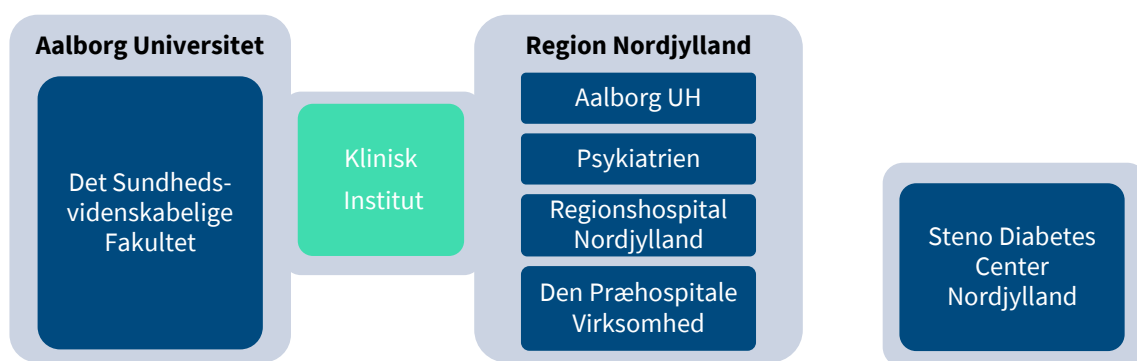 Aalborg Universitet
Det Sundheds-
videnskabelige
Fakultet
Klinisk
Institut
Region Nordjylland
Aalborg UH
Psykiatrien
Regionshospital
Nordjylland
Den Præhospitale
Virksomhed
Steno Diabetes
Center
Nordjylland